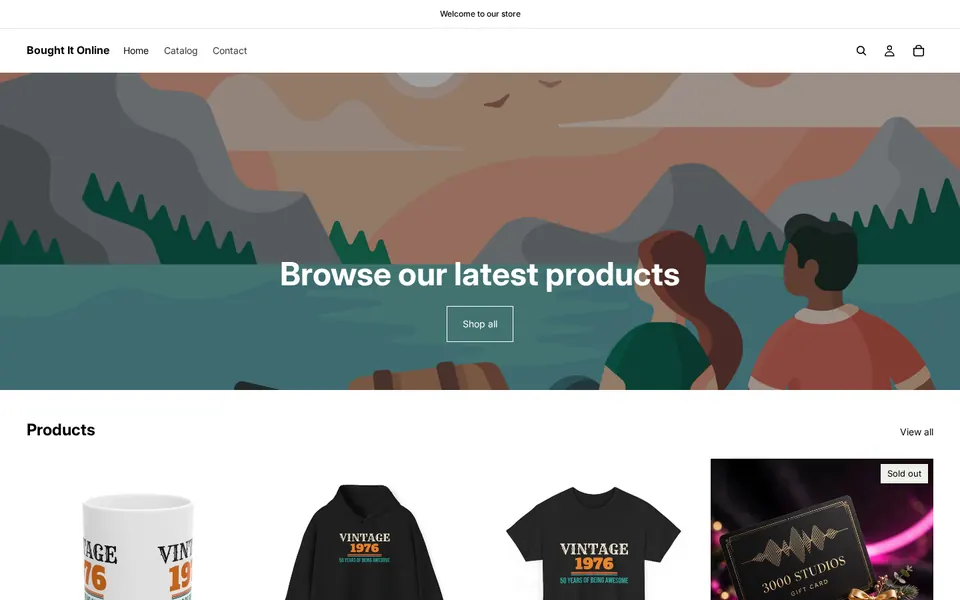 Welcome to our store
Bought It Online
Home
Catalog
Contact
Browse our latest products
Shop all
Products
View all
Sold out
VINTAGE
1976
50 YEARS OF BEING AWESOME
VINTAGE
1976
50 YEARS OF BEING AWESOME
3000 STUDIOS
GIFT CARD